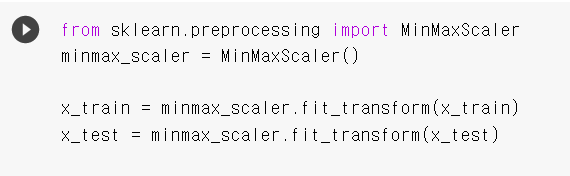 from sklearn.preprocessing import MinMaxScaler
minmax_scaler = MinMaxScaler()
x_train = minmax_scaler.fit_transform(x_train)
x_test = minmax_scaler.fit_transform(x_test)